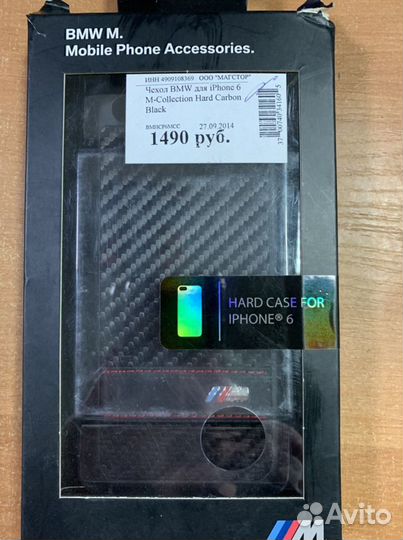 BMW M.
Mobile Phone Accessories.
ИНН 4909108369 ООО "МАГСТОР"
Чехол BMW для iPhone 6
M-Collection Hard Carbon
Black
BMHCP6MCC 27.09.2014
1490 руб.
HARD CASE FOR
IPHONE® 6
M
M
Avito